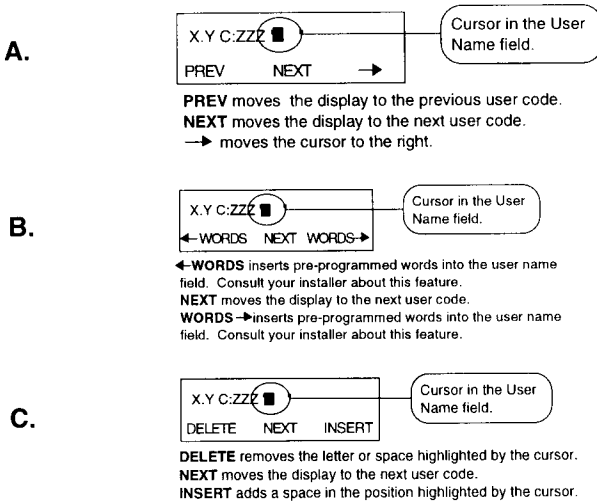 A.
X.Y C:ZZZ
PREV NEXT →
Cursor in the User
Name field.
PREV moves the display to the previous user code.
NEXT moves the display to the next user code.
→ moves the cursor to the right.
B.
X.Y C:ZZZ
←WORDS NEXT WORDS→
Cursor in the User
Name field.
←WORDS inserts pre-programmed words into the user name
field. Consult your installer about this feature.
NEXT moves the display to the next user code.
WORDS→inserts pre-programmed words into the user name
field. Consult your installer about this feature.
C.
X.Y C:ZZZ
DELETE NEXT INSERT
Cursor in the User
Name field.
DELETE removes the letter or space highlighted by the cursor.
NEXT moves the display to the next user code.
INSERT adds a space in the position highlighted by the cursor.